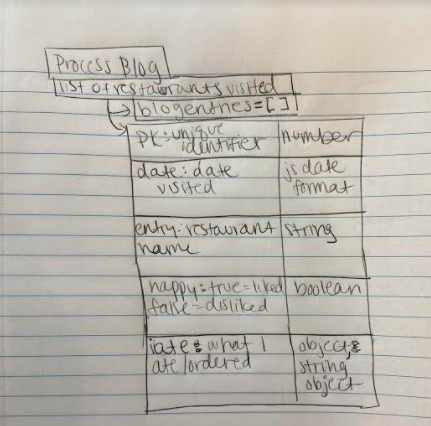 Process Blog
list of restaurants visited
blogentries=[]
PK: unique identifier number
date: date visited js date format
entry: restaurant name string
happy: true=liked false=disliked boolean
iate: what I ate/ordered object & string object